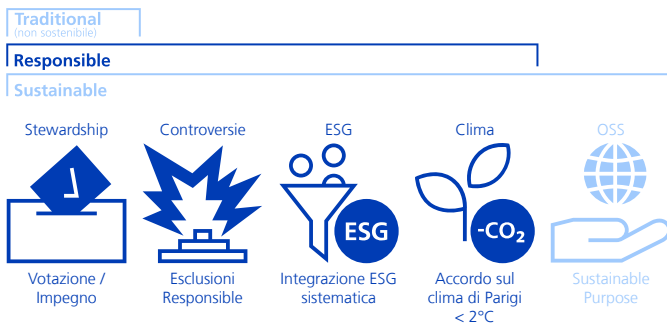 Traditional
(non sostenibile)
Responsible
Sustainable
Stewardship
Controversie
ESG
Clima
OSS
ESG
-CO₂
Votazione /
Impegno
Esclusioni
Responsible
Integrazione ESG
sistematica
Accordo sul
clima di Parigi
< 2°C
Sustainable
Purpose